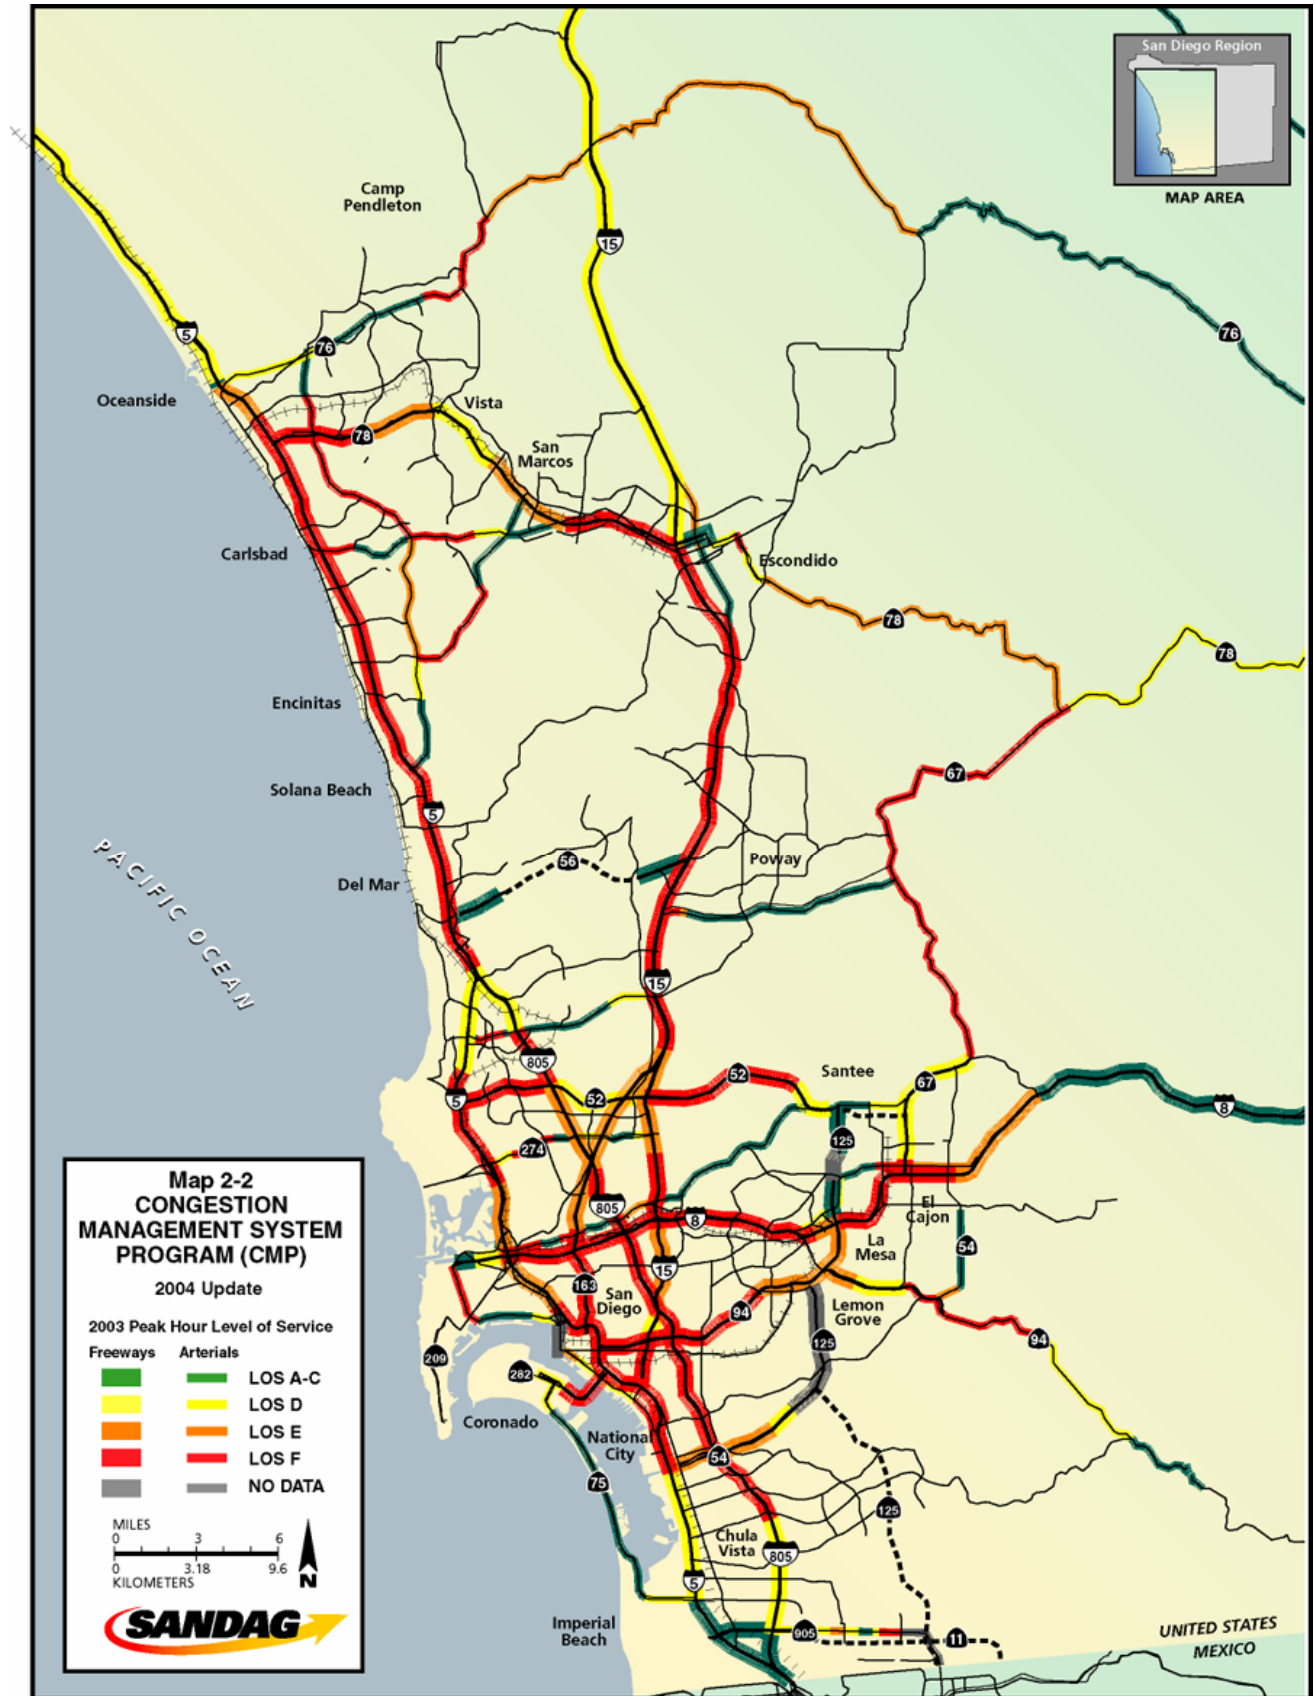 San Diego Region
MAP AREA
Camp
Pendleton
15
76
5
76
Oceanside
Vista
78
San
Marcos
Carlsbad
Escondido
78
78
Encinitas
67
Solana Beach
5
PACIFIC OCEAN
56
Poway
Del Mar
15
805
52
Santee
67
5
52
8
125
274
El
Cajon
805
8
La
Mesa
54
15
163
San
Diego
94
Lemon
Grove
125
94
209
282
Coronado
National
City
54
75
125
Chula
Vista
805
5
Imperial
Beach
905
11
UNITED STATES
MEXICO
Map 2-2
CONGESTION
MANAGEMENT SYSTEM
PROGRAM (CMP)
2004 Update
2003 Peak Hour Level of Service
Freeways Arterials
LOS A-C
LOS D
LOS E
LOS F
NO DATA
MILES
0 3 6
0 3.18 9.6
KILOMETERS
N
SANDAG